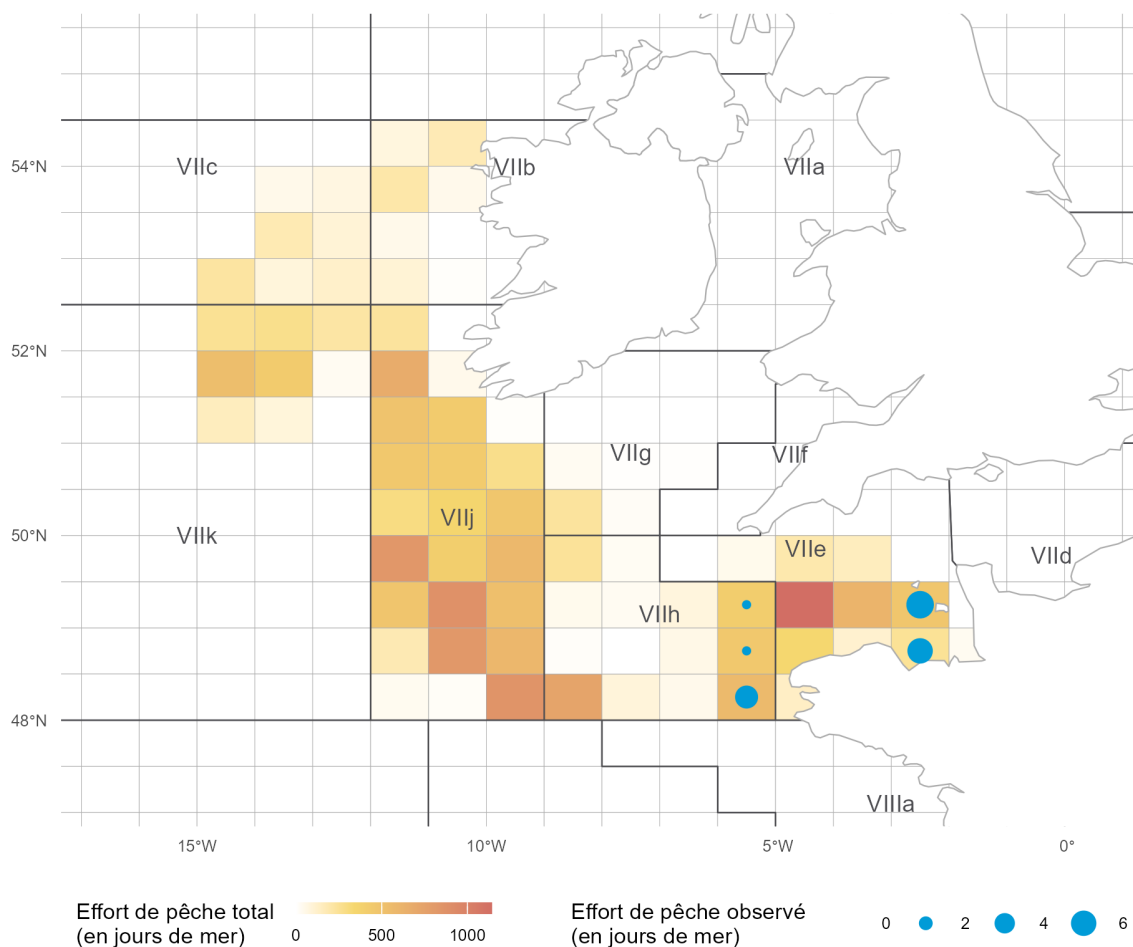 54°N
52°N
50°N
48°N
VIIc
VIIb
VIIa
VIIg
VIIf
VIIj
VIIk
VIIe
VIId
VIIh
VIIIa
15°W
10°W
5°W
0°
Effort de pêche total
(en jours de mer)
0
500
1000
Effort de pêche observé
(en jours de mer)
0
2
4
6